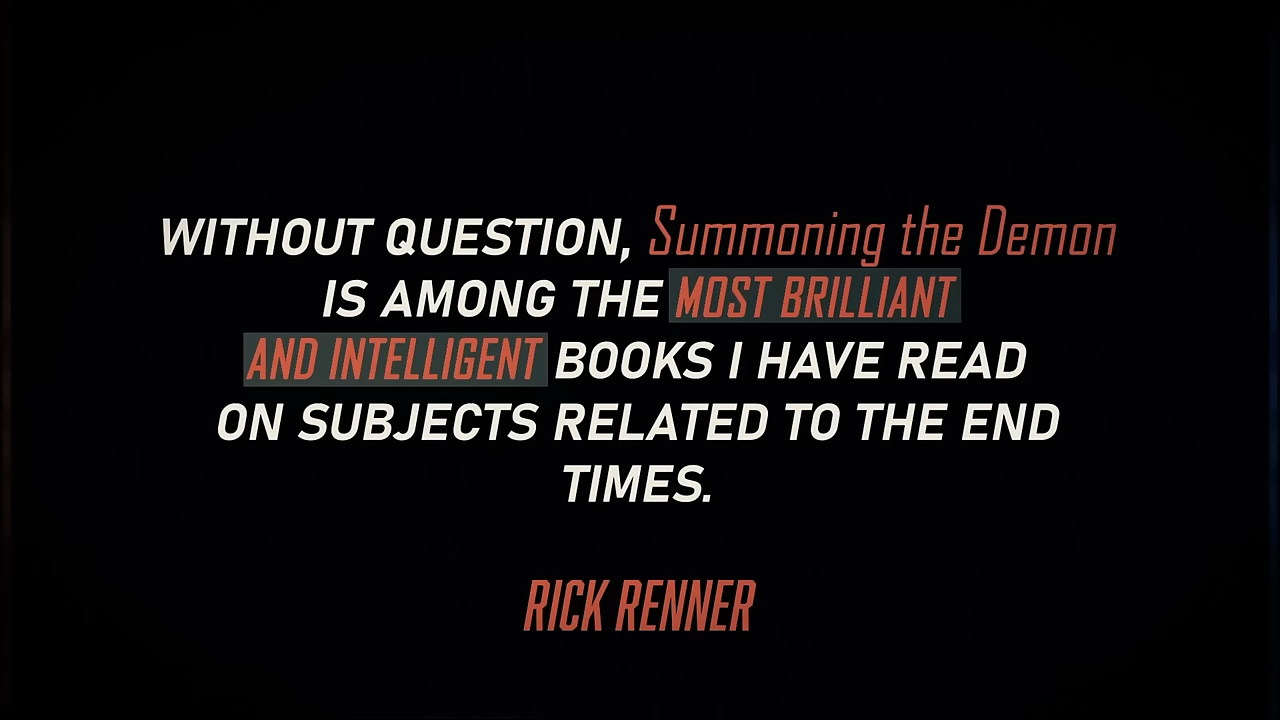 WITHOUT QUESTION, Summoning the Demon
IS AMONG THE MOST BRILLIANT
AND INTELLIGENT BOOKS I HAVE READ
ON SUBJECTS RELATED TO THE END
TIMES.
RICK RENNER